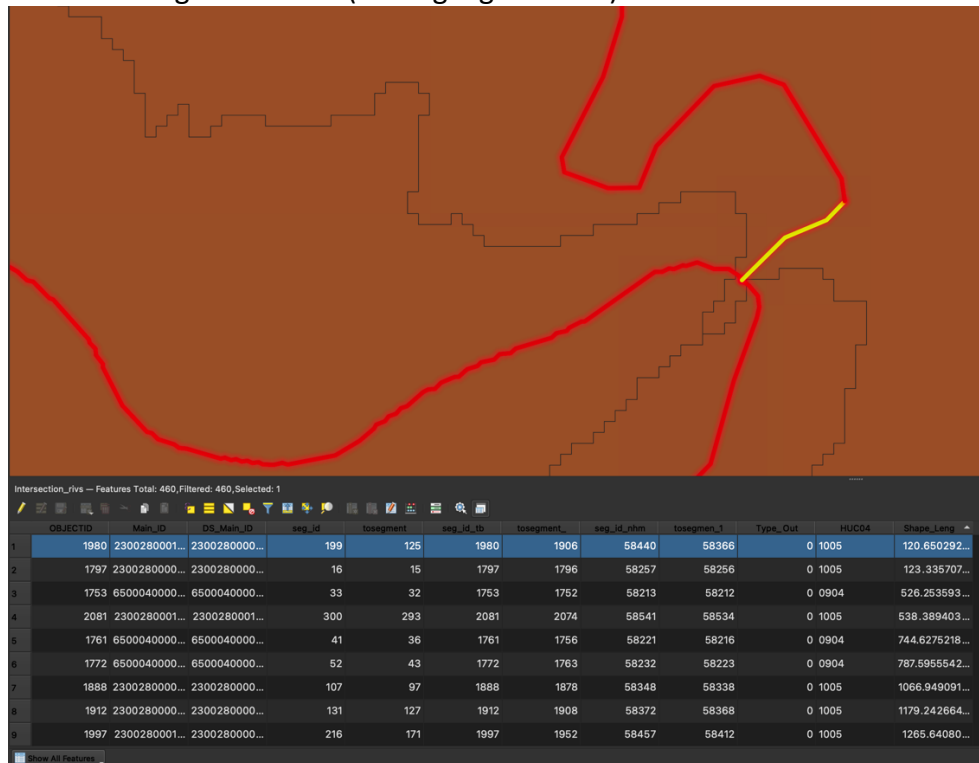 Intersection_rivs — Features Total: 460, Filtered: 460, Selected: 1
OBJECTID Main_ID DS_Main_ID seg_id tosegment seg_id_tb tosegment_ seg_id_nhm tosegmen_1 Type_Out HUC04 Shape_Leng
1 1980 2300280001... 2300280000... 199 125 1980 1906 58440 58366 0 1005 120.650292...
2 1797 2300280000... 2300280000... 16 15 1797 1796 58257 58256 0 1005 123.335707...
3 1753 6500040000... 6500040000... 33 32 1753 1752 58213 58212 0 0904 526.253593...
4 2081 2300280001... 2300280001... 300 293 2081 2074 58541 58534 0 1005 538.389403...
5 1761 6500040000... 6500040000... 41 36 1761 1756 58221 58216 0 0904 744.6275218...
6 1772 6500040000... 6500040000... 52 43 1772 1763 58232 58223 0 0904 787.5955542...
7 1888 2300280000... 2300280000... 107 97 1888 1878 58348 58338 0 1005 1066.949091...
8 1912 2300280000... 2300280000... 131 127 1912 1908 58372 58368 0 1005 1179.242664...
9 1997 2300280001... 2300280000... 216 171 1997 1952 58457 58412 0 1005 1265.64080...
Show All Features